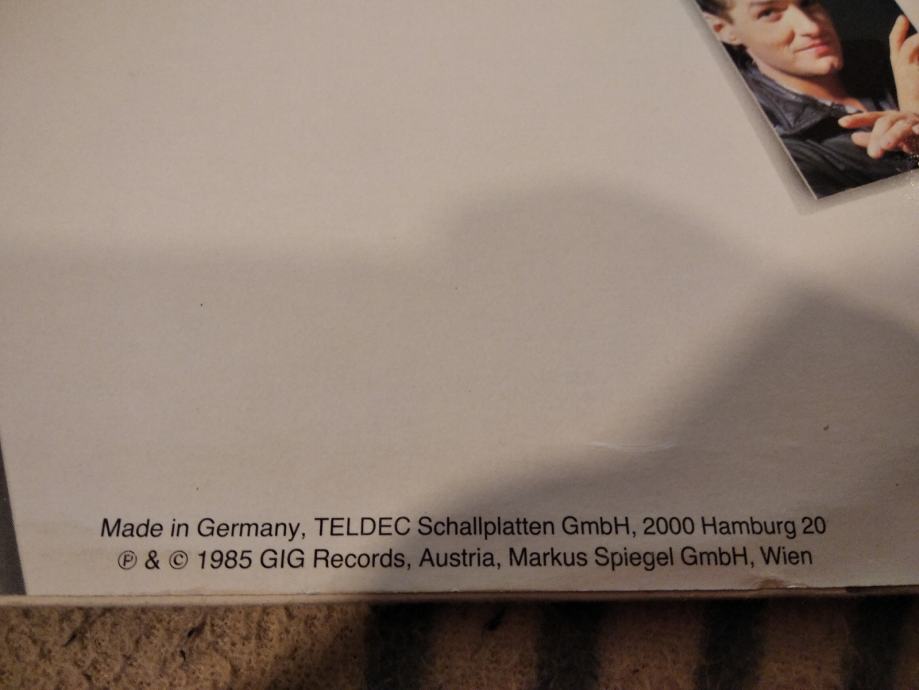 Made in Germany, TELDEC Schallplatten GmbH, 2000 Hamburg 20
℗ & © 1985 GIG Records, Austria, Markus Spiegel GmbH, Wien